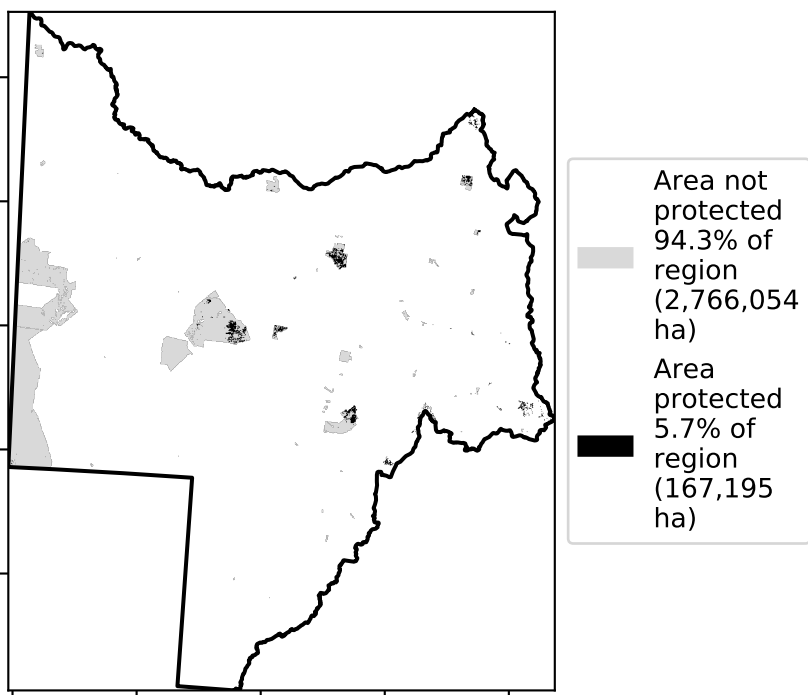 Area not
protected
94.3% of
region
(2,766,054
ha)
Area
protected
5.7% of
region
(167,195
ha)